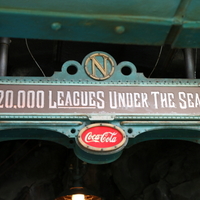 N
20,000 LEAGUES UNDER THE SEA
Coca-Cola